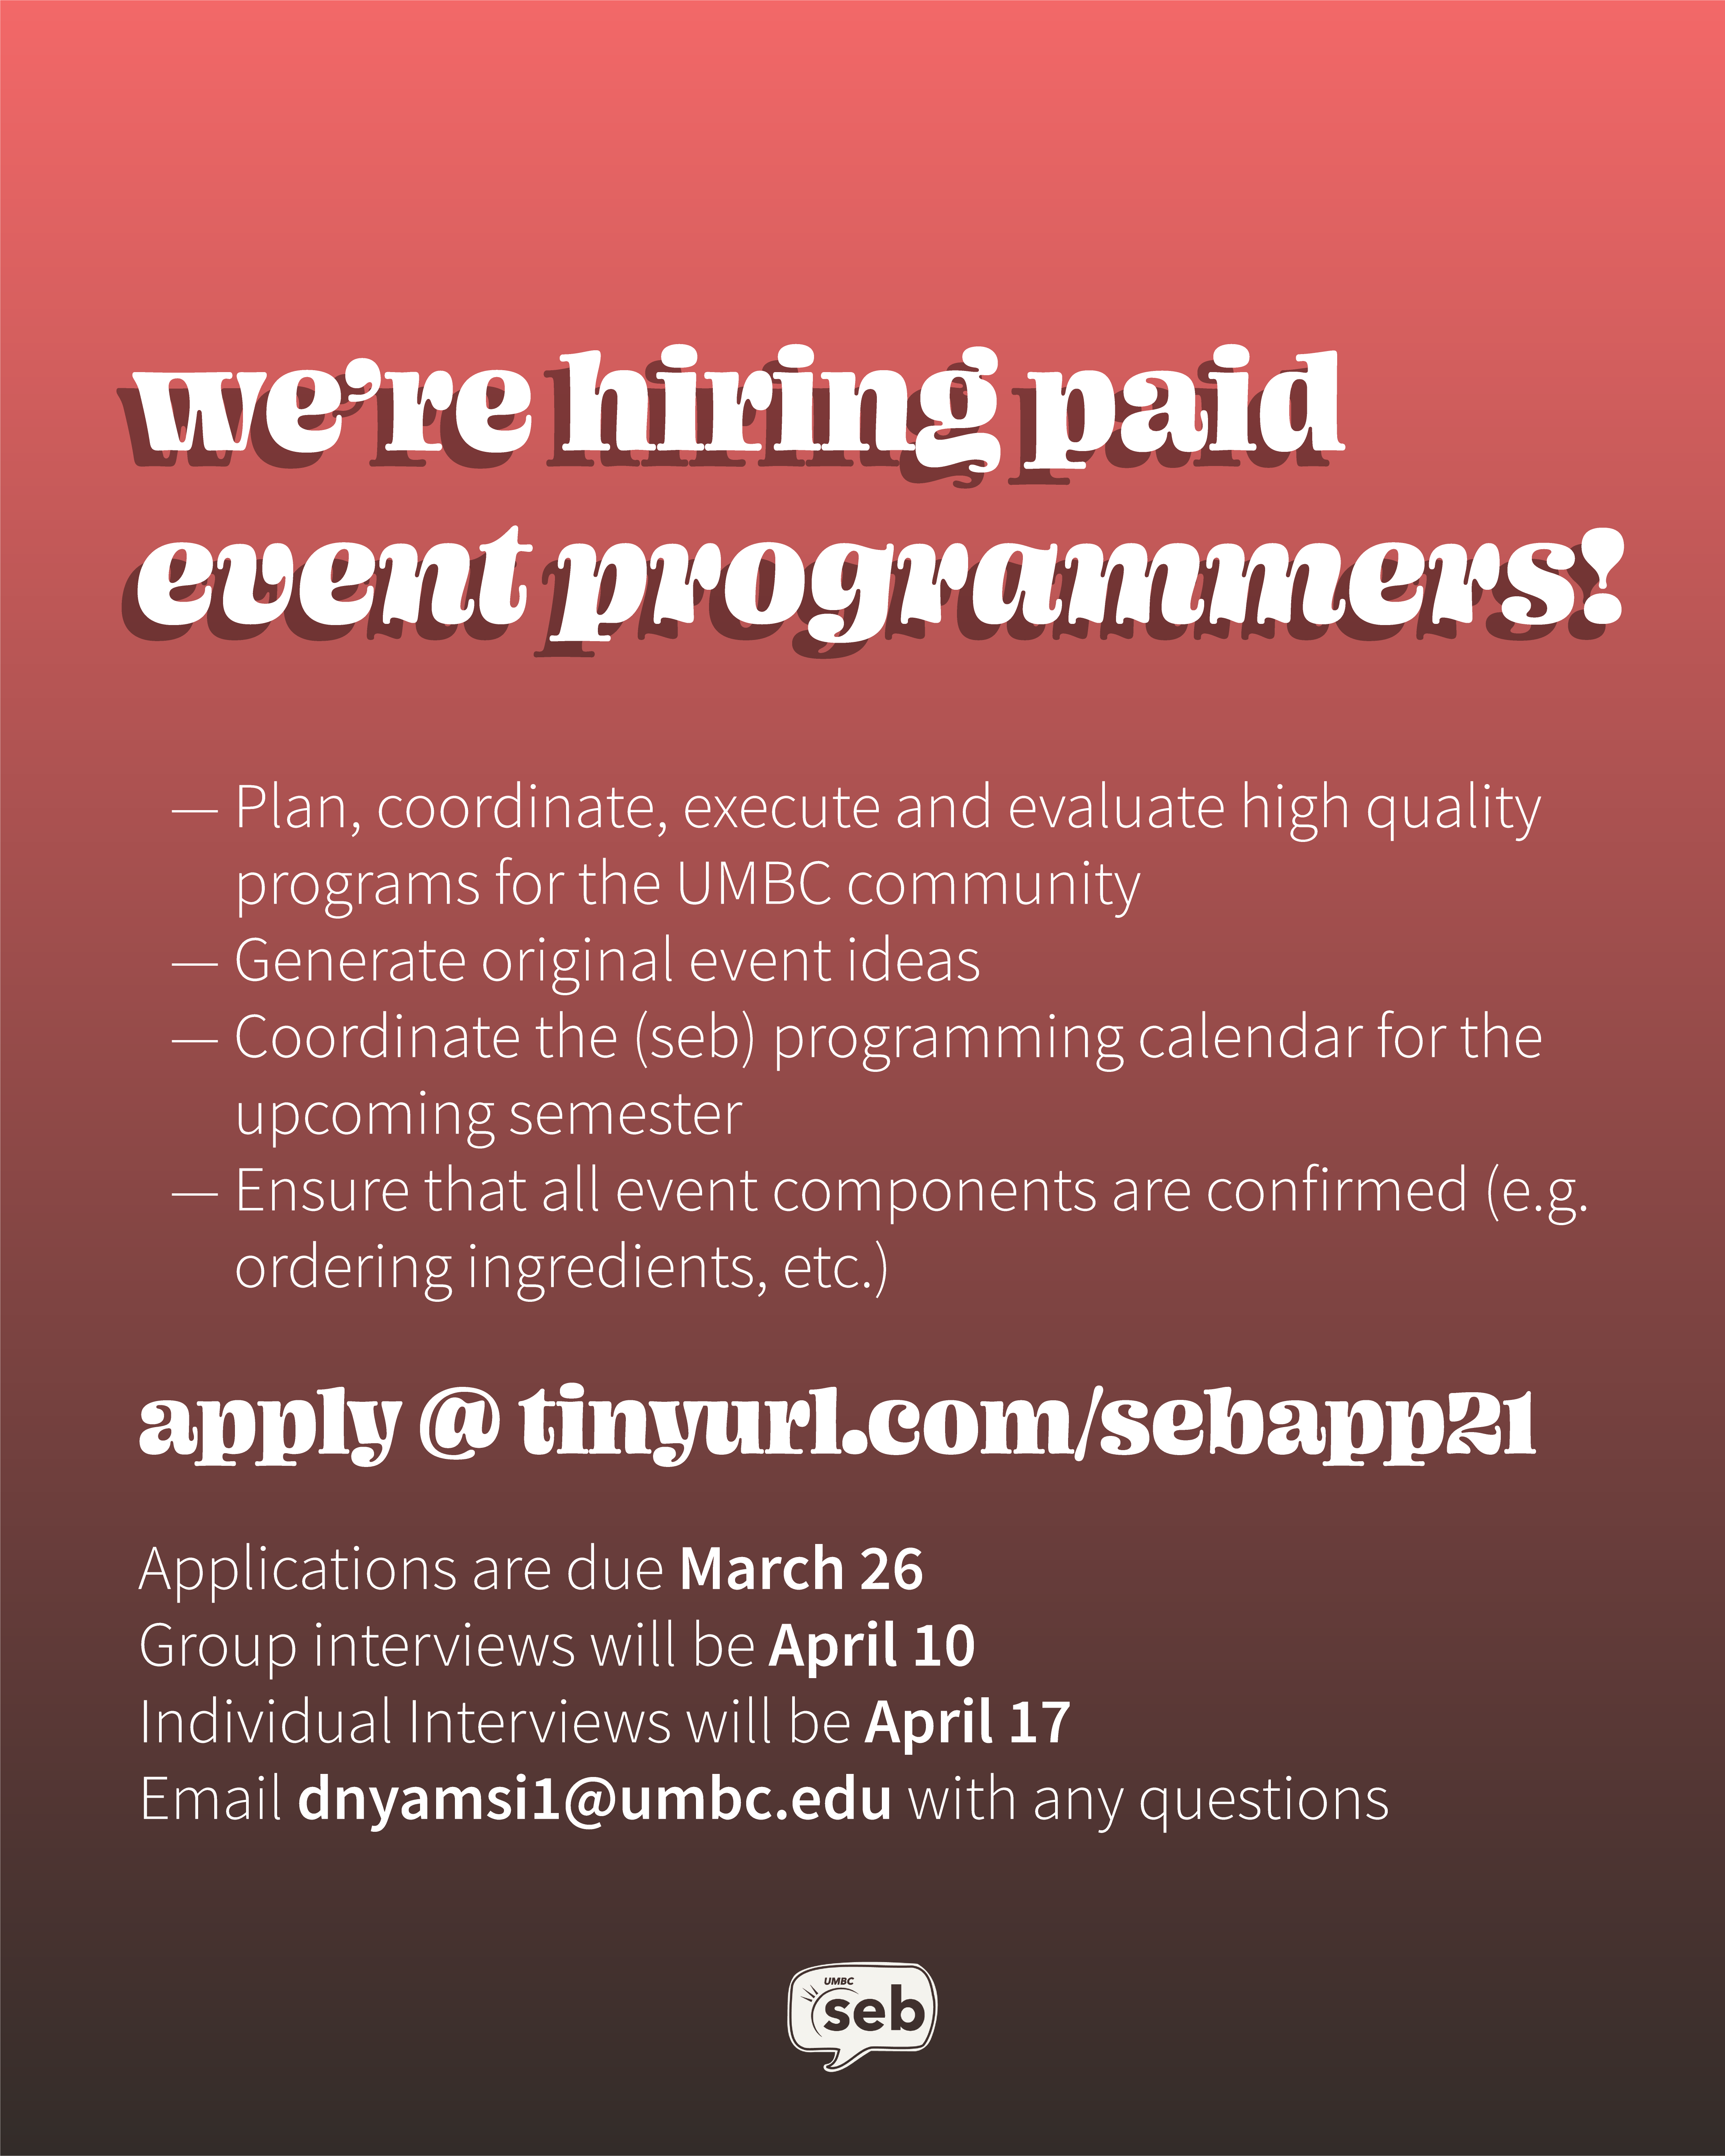 we're hiring paid
event programmers!
— Plan, coordinate, execute and evaluate high quality
programs for the UMBC community
— Generate original event ideas
— Coordinate the (seb) programming calendar for the
upcoming semester
— Ensure that all event components are confirmed (e.g.
ordering ingredients, etc.)
apply @ tinyurl.com/sebapp21
Applications are due March 26
Group interviews will be April 10
Individual Interviews will be April 17
Email dnyamsi1@umbc.edu with any questions
UMBC
seb